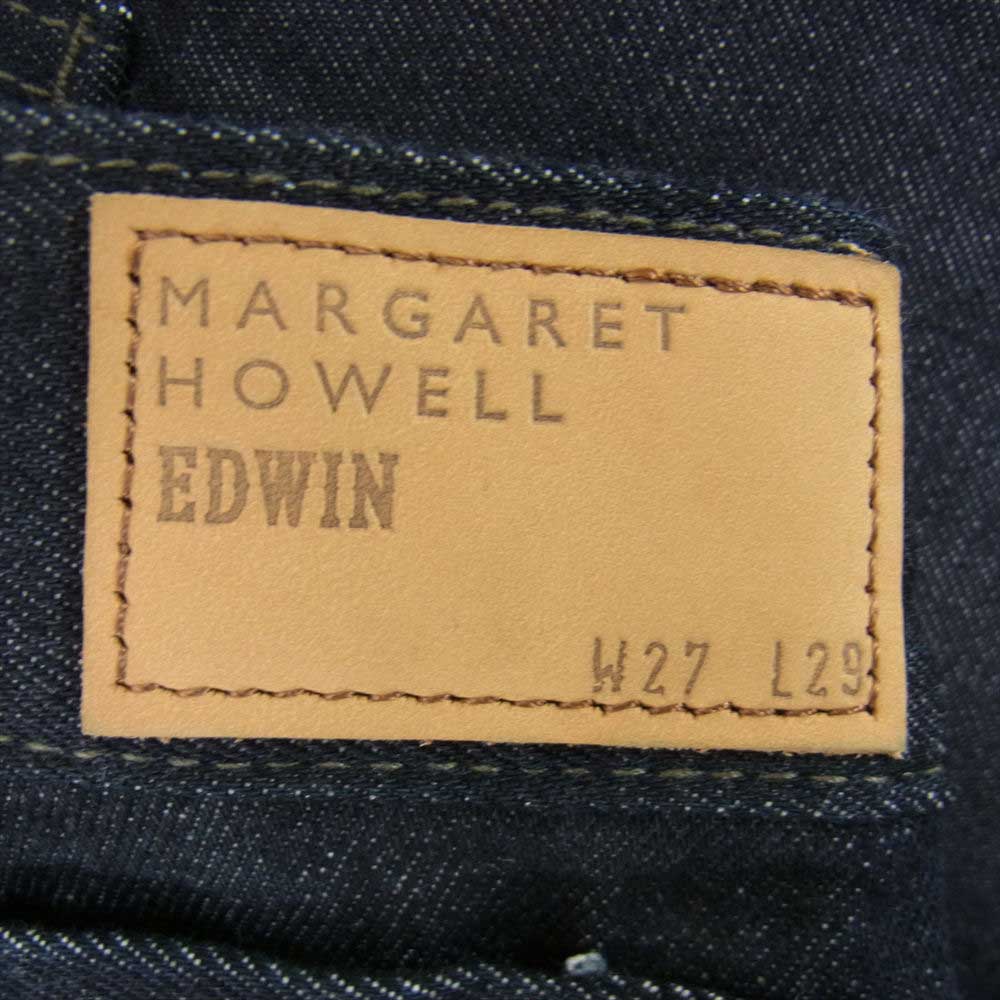 MARGARET
HOWELL
EDWIN
W27 L29